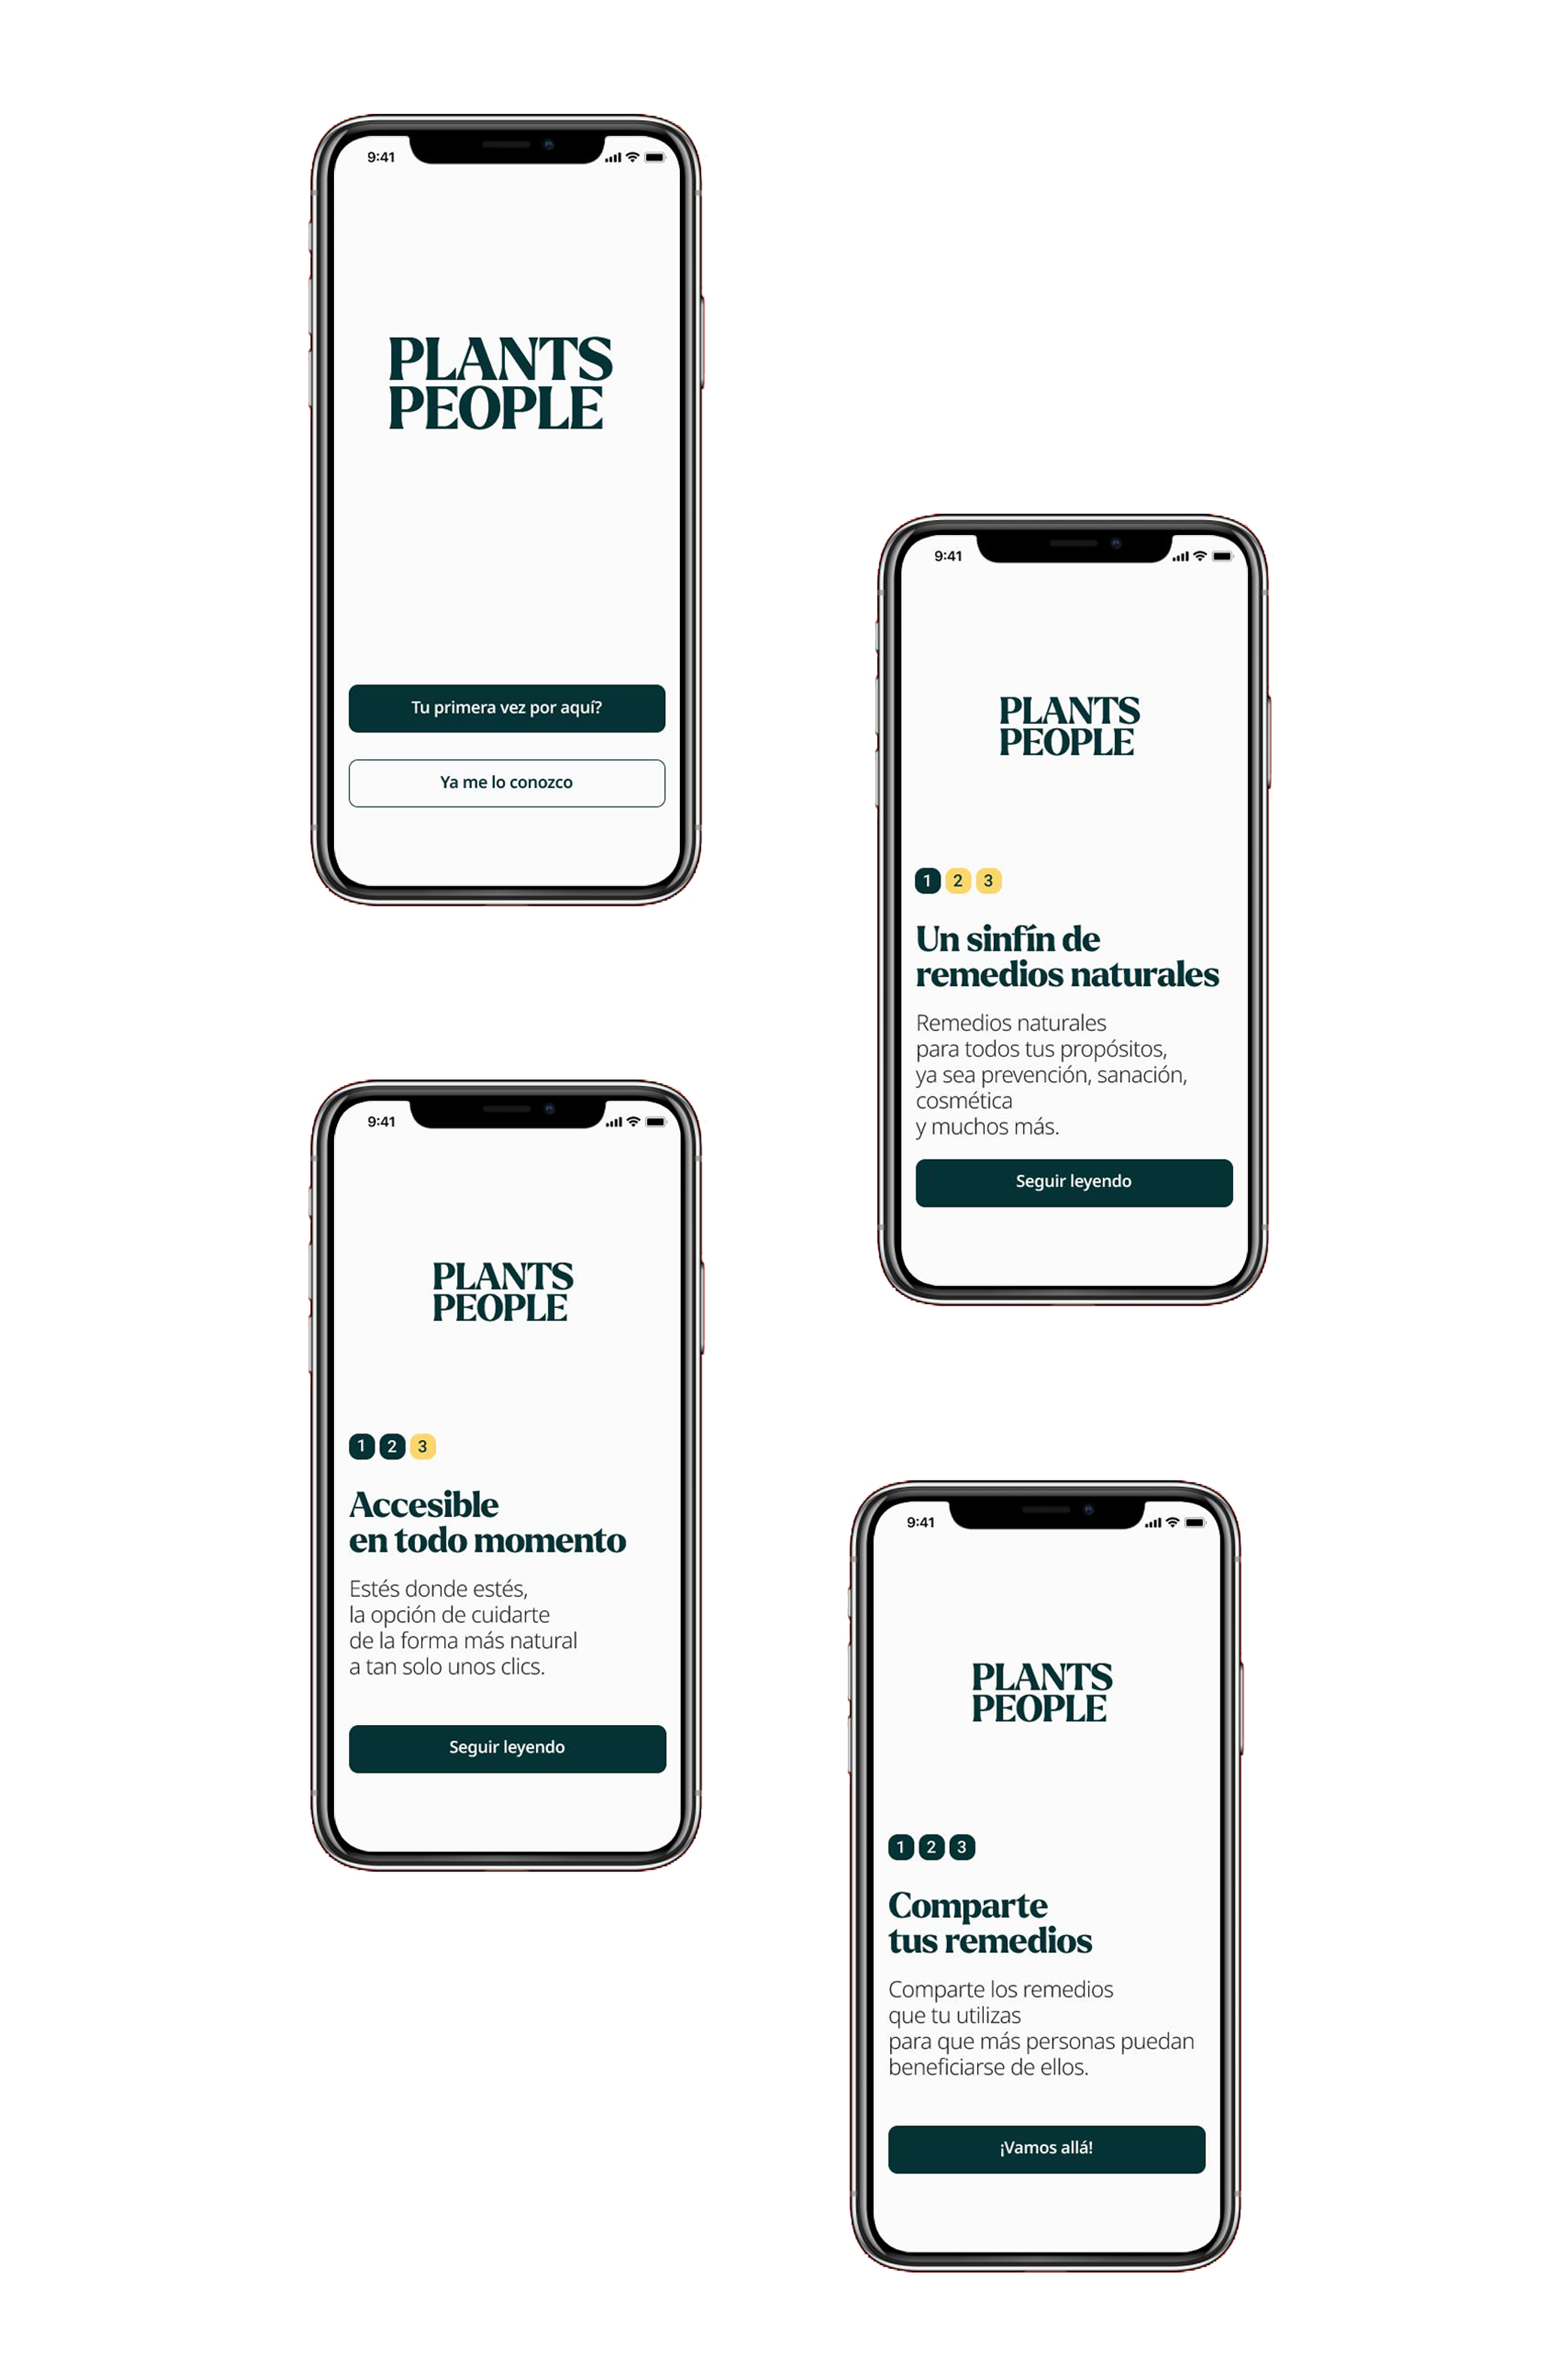 9:41
PLANTS
PEOPLE
Tu primera vez por aquí?
Ya me lo conozco
9:41
PLANTS
PEOPLE
1 2 3
Un sinfín de
remedios naturales
Remedios naturales
para todos tus propósitos,
ya sea prevención, sanación,
cosmética
y muchos más.
Seguir leyendo
9:41
PLANTS
PEOPLE
1 2 3
Accesible
en todo momento
Estés donde estés,
la opción de cuidarte
de la forma más natural
a tan solo unos clics.
Seguir leyendo
9:41
PLANTS
PEOPLE
1 2 3
Comparte
tus remedios
Comparte los remedios
que tu utilizas
para que más personas puedan
beneficiarse de ellos.
¡Vamos allá!